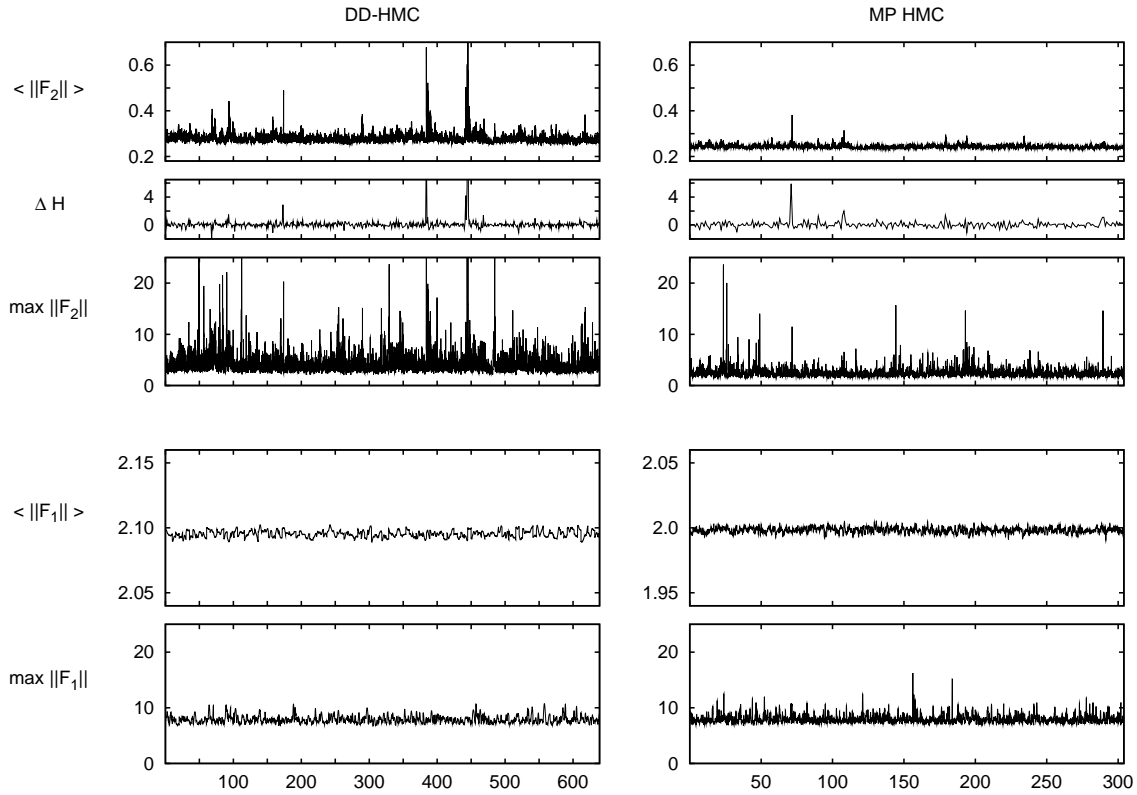 DD-HMC MP HMC
< ||F2|| > 0.6 0.4 0.2 0.6 0.4 0.2
Δ H 4 0 4 0
max ||F2|| 20 10 0 20 10 0
< ||F1|| > 2.15 2.10 2.05 2.05 2.0 1.95
max ||F1|| 20 10 0 20 10 0
100 200 300 400 500 600 50 100 150 200 250 300